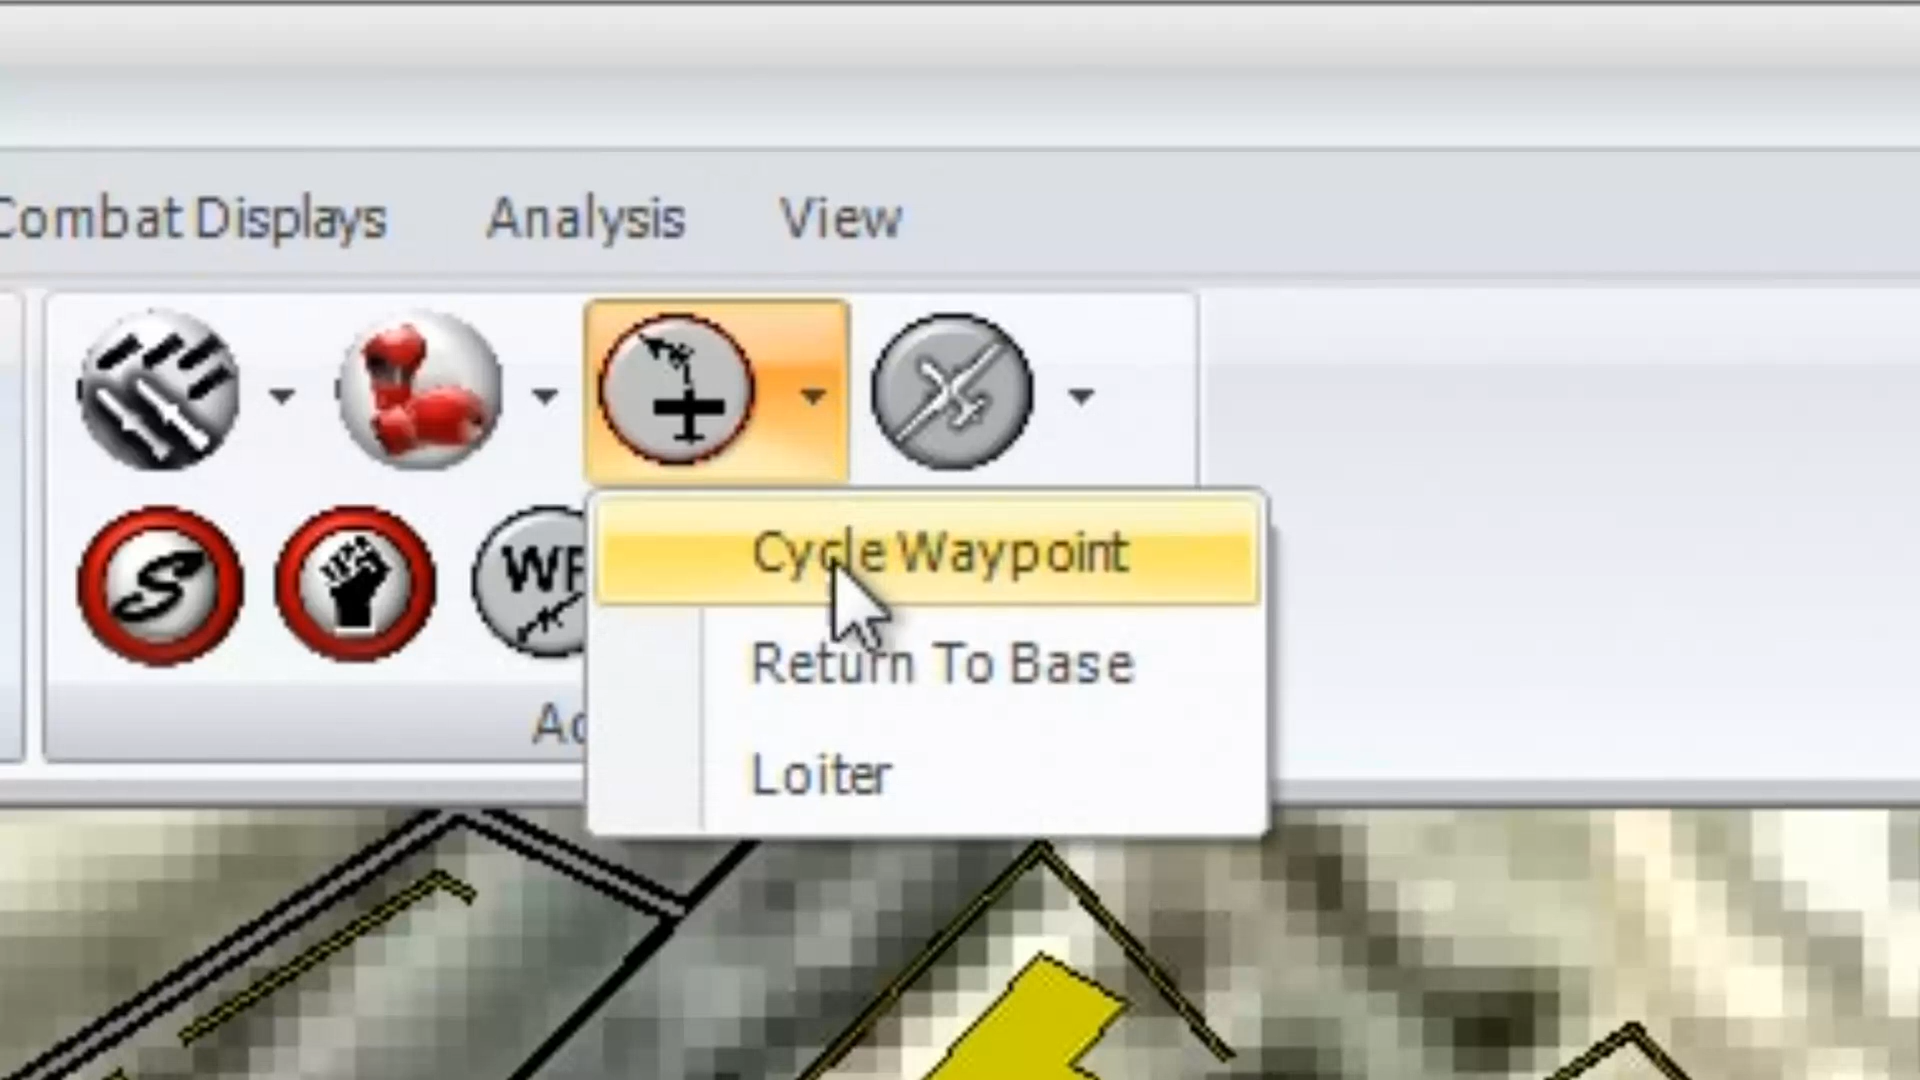 Combat Displays Analysis View
Cycle Waypoint
Return To Base
Loiter